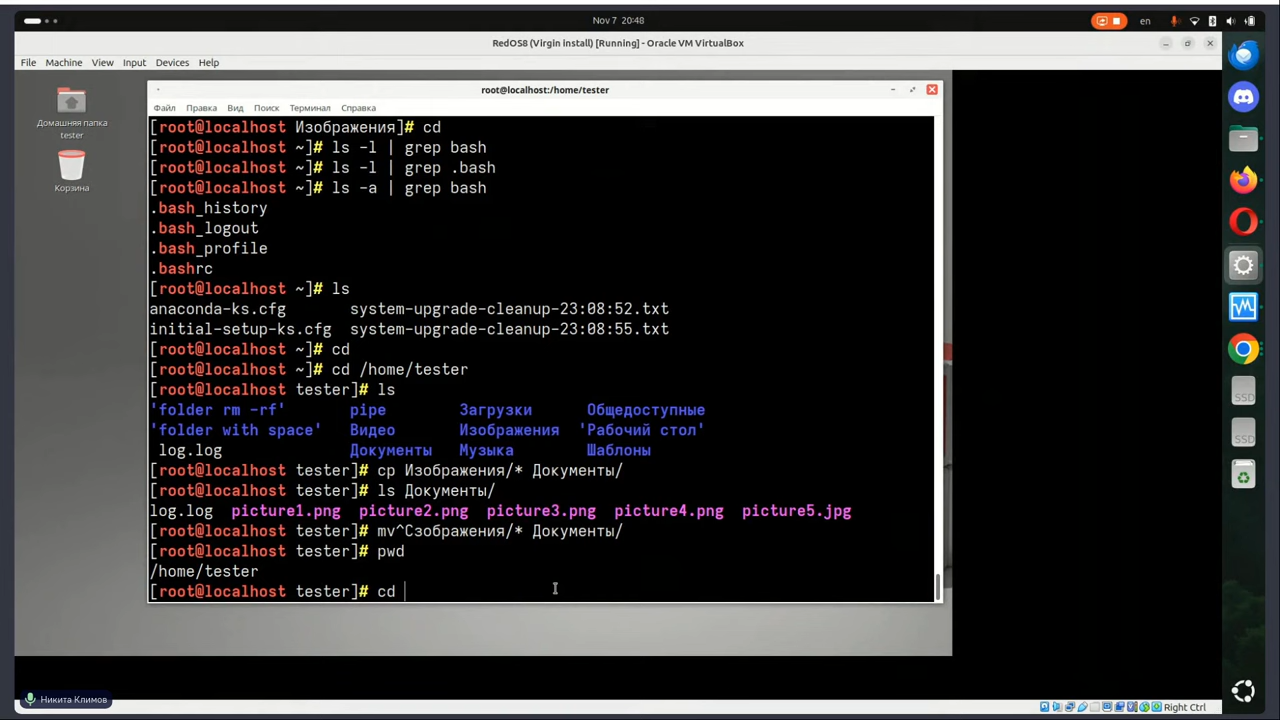 Nov 7 20:48
en
RedOS8 (Virgin install) [Running] - Oracle VM VirtualBox
File Machine View Input Devices Help
Домашняя папка
tester
Корзина
root@localhost:/home/tester
Файл Правка Вид Поиск Терминал Справка
[root@localhost Изображения]# cd
[root@localhost ~]# ls -l | grep bash
[root@localhost ~]# ls -l | grep .bash
[root@localhost ~]# ls -a | grep bash
.bash_history
.bash_logout
.bash_profile
.bashrc
[root@localhost ~]# ls
anaconda-ks.cfg system-upgrade-cleanup-23:08:52.txt
initial-setup-ks.cfg system-upgrade-cleanup-23:08:55.txt
[root@localhost ~]# cd
[root@localhost ~]# cd /home/tester
[root@localhost tester]# ls
'folder rm -rf' pipe Загрузки Общедоступные
'folder with space' Видео Изображения 'Рабочий стол'
log.log Документы Музыка Шаблоны
[root@localhost tester]# cp Изображения/* Документы/
[root@localhost tester]# ls Документы/
log.log picture1.png picture2.png picture3.png picture4.png picture5.jpg
[root@localhost tester]# mv^Cзображения/* Документы/
[root@localhost tester]# pwd
/home/tester
[root@localhost tester]# cd
SSD
SSD
Никита Климов
Right Ctrl